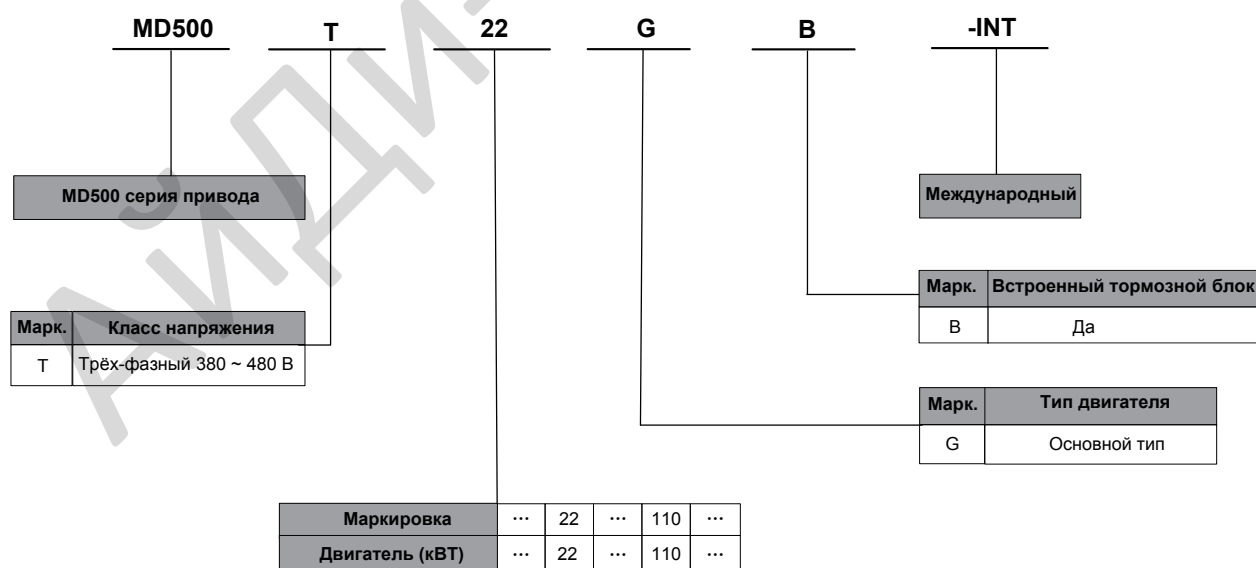 MD500 T 22 G B -INT
MD500 серия привода
Международный
Марк. Класс напряжения
T Трёх-фазный 380 ~ 480 В
Марк. Встроенный тормозной блок
B Да
Марк. Тип двигателя
G Основной тип
Маркировка ... 22 ... 110 ...
Двигатель (кВТ) ... 22 ... 110 ...
АйДи-